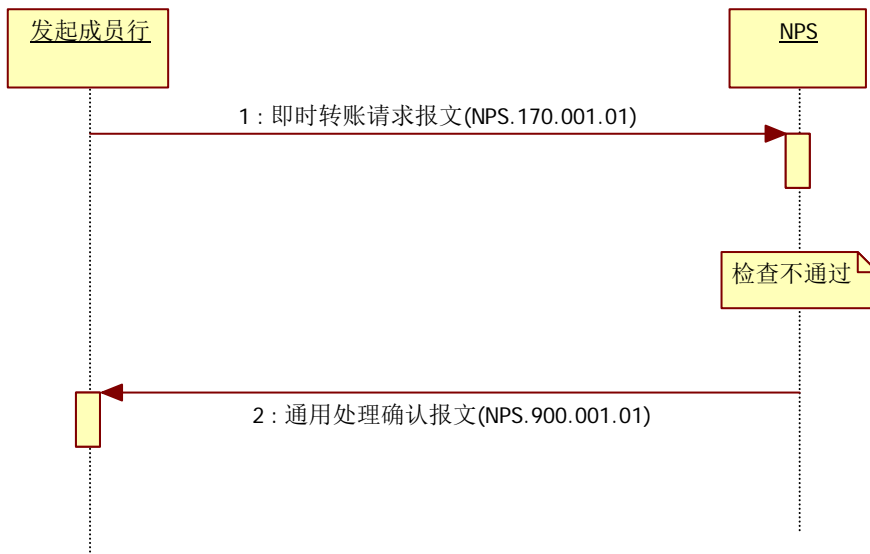 发起成员行
NPS
1 : 即时转账请求报文(NPS.170.001.01)
检查不通过
2 : 通用处理确认报文(NPS.900.001.01)